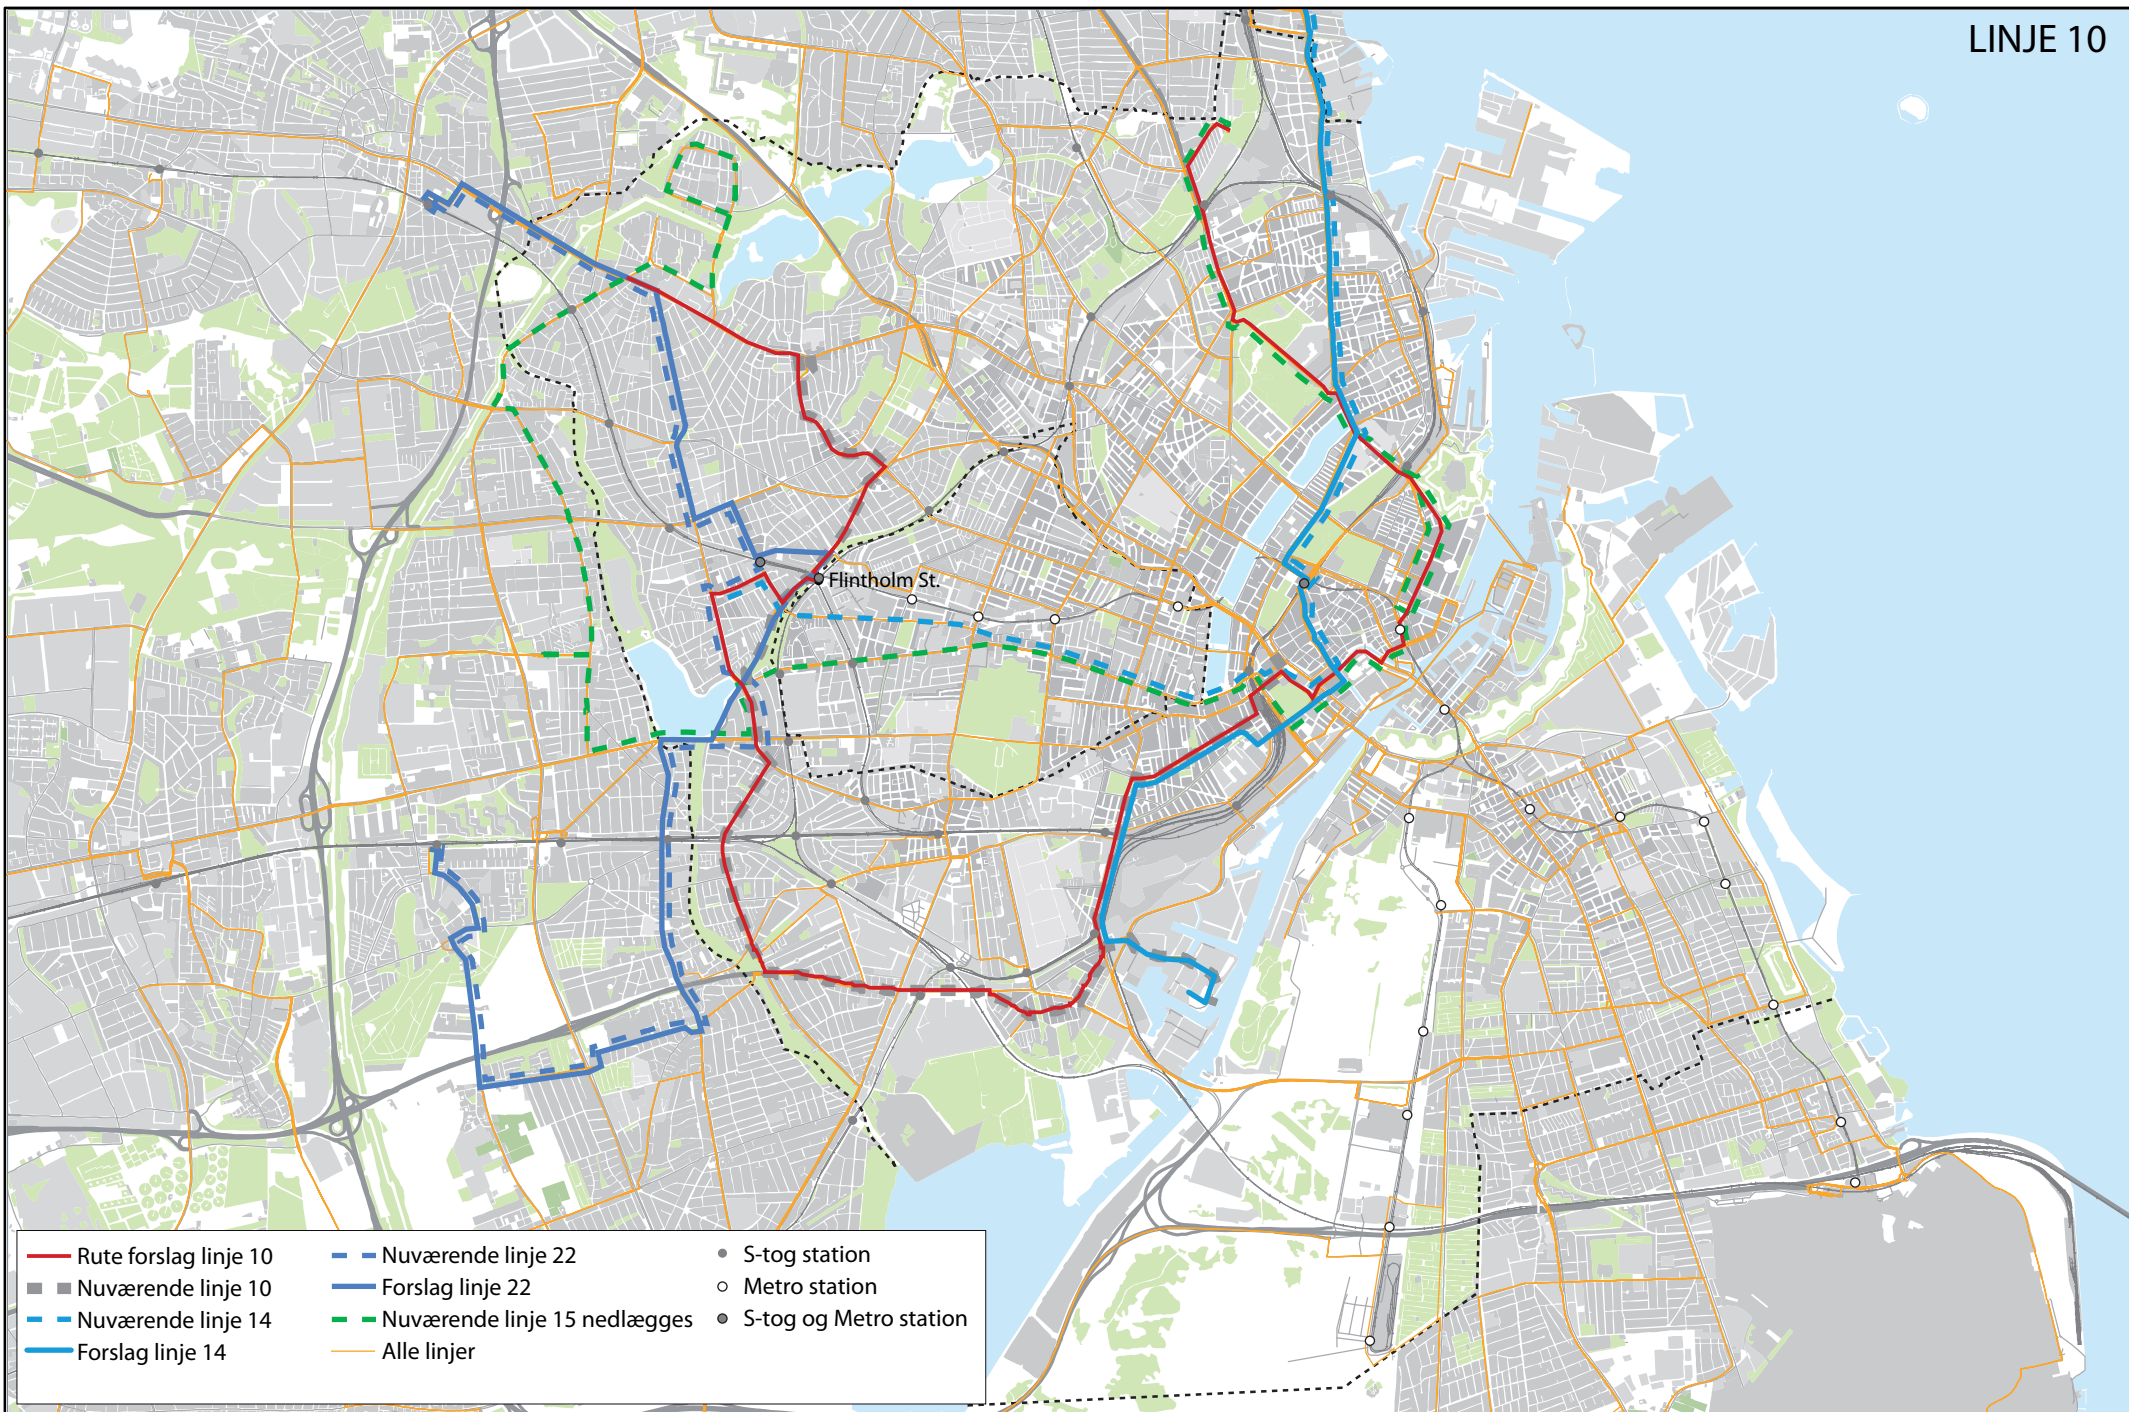 LINJE 10
Flintholm St.
Rute forslag linje 10
Nuværende linje 10
Nuværende linje 14
Forslag linje 14
Nuværende linje 22
Forslag linje 22
Nuværende linje 15 nedlægges
Alle linjer
S-tog station
Metro station
S-tog og Metro station